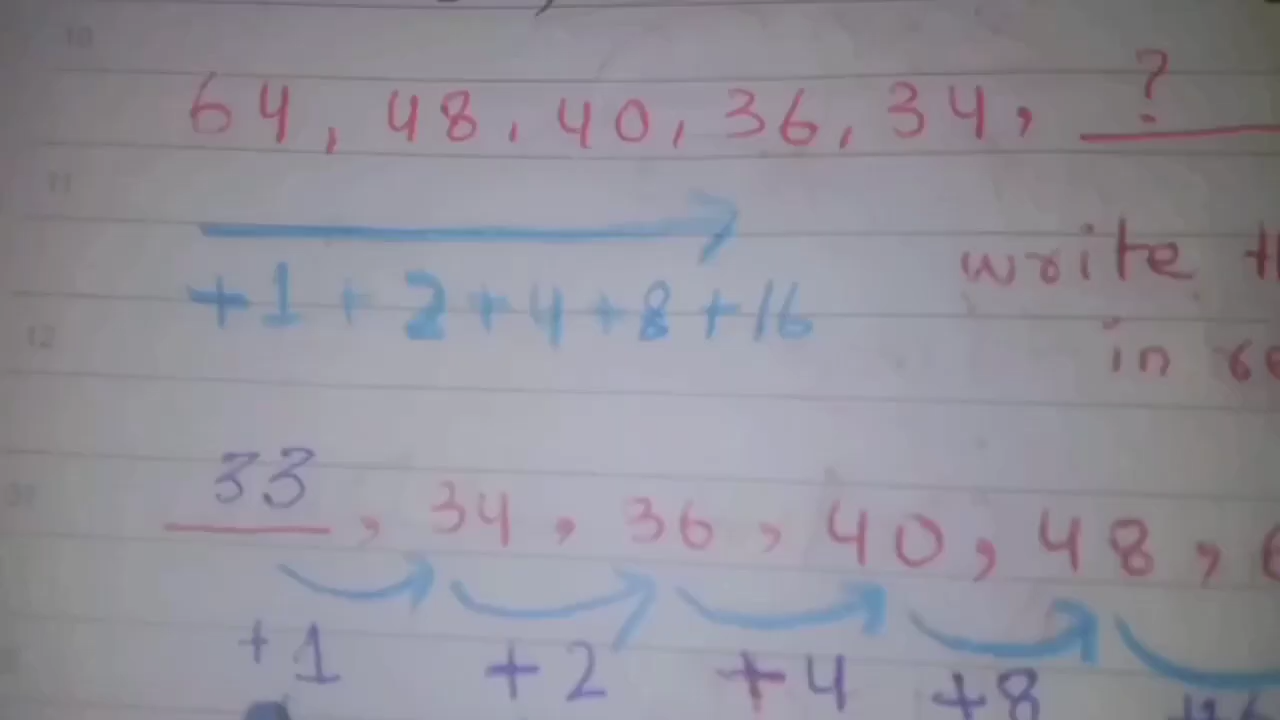 64, 48, 40, 36, 34, ?
+1 + 2 + 4 + 8 + 16
write
in
33, 34, 36, 40, 48,
+1 +2 +4 +8